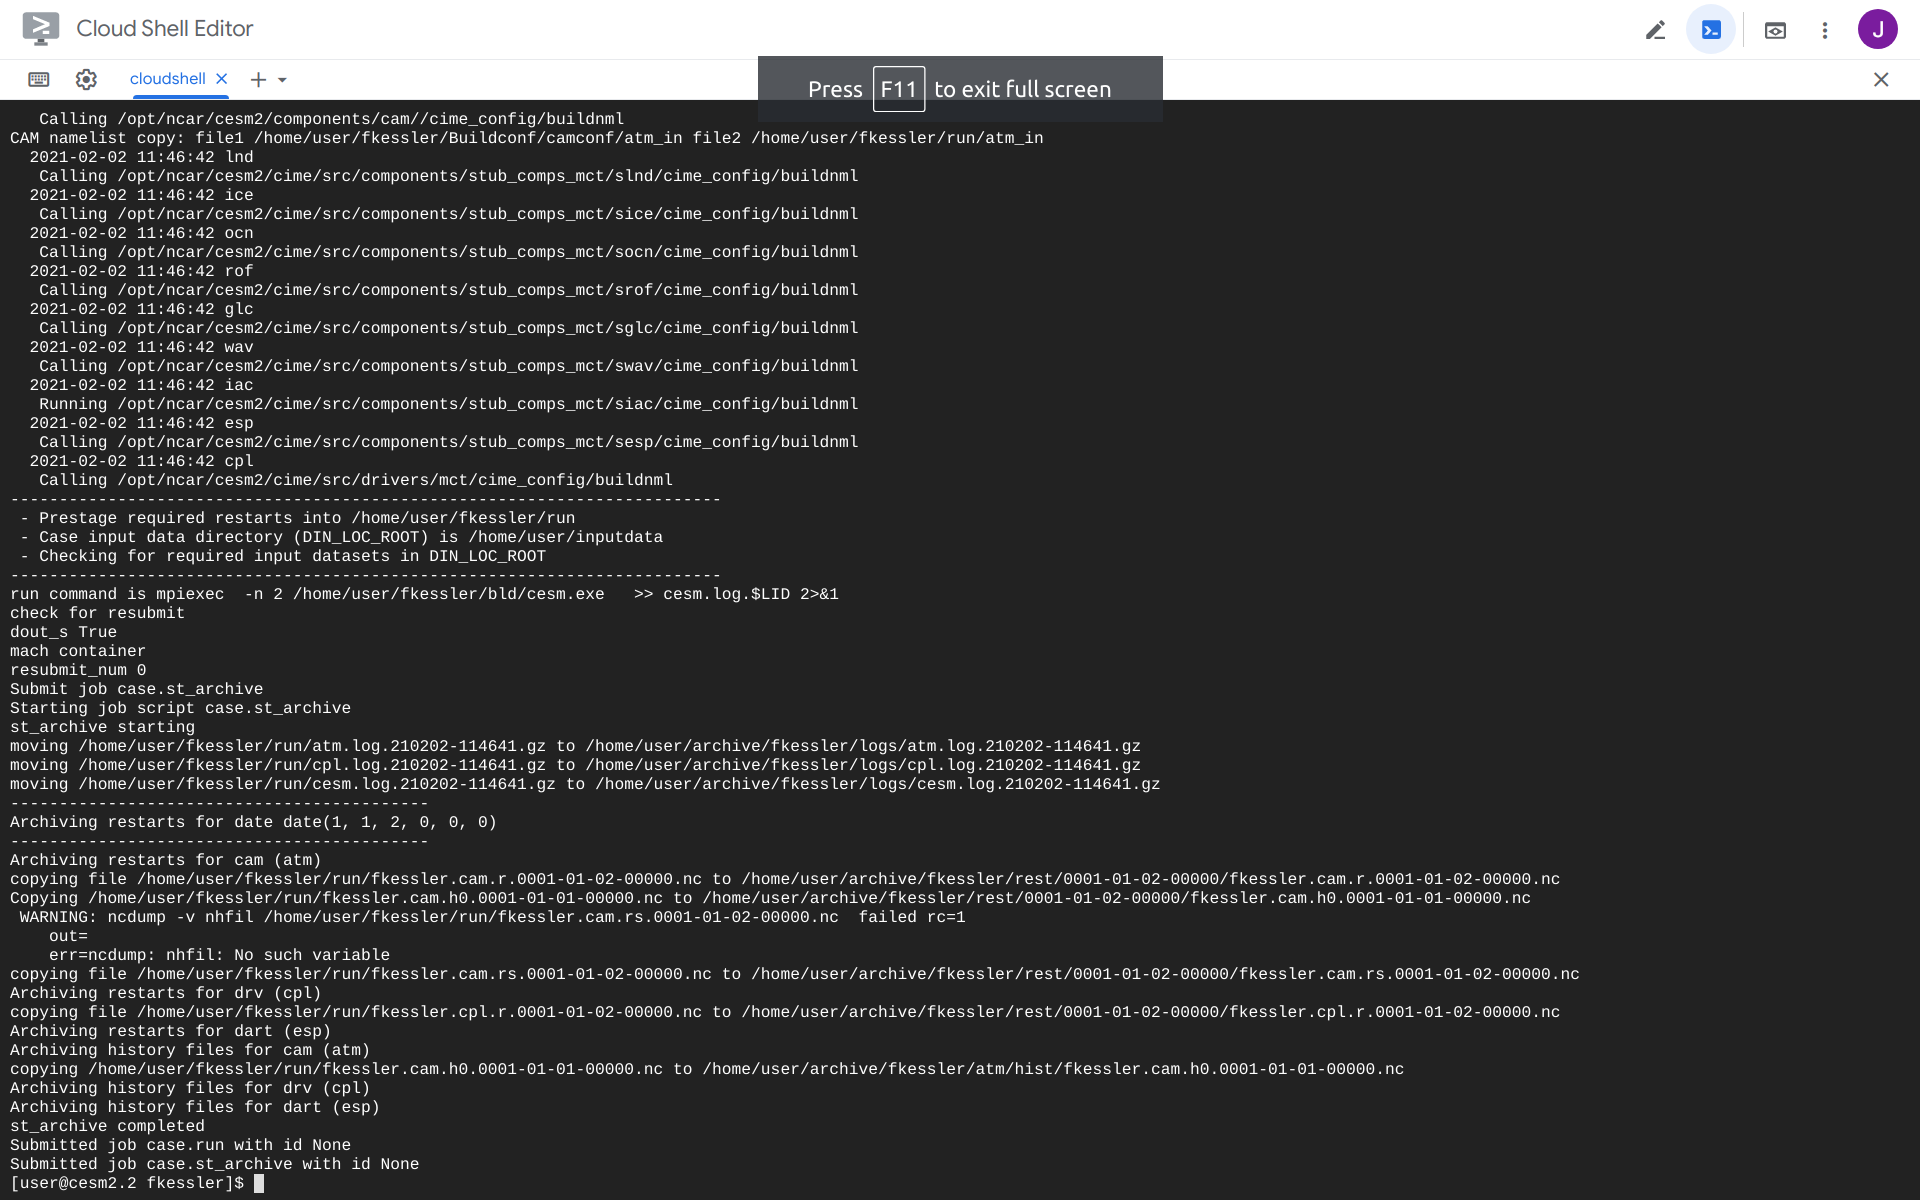 Cloud Shell Editor
J
cloudshell
Press F11 to exit full screen
   Calling /opt/ncar/cesm2/components/cam//cime_config/buildnml
CAM namelist copy: file1 /home/user/fkessler/Buildconf/camconf/atm_in file2 /home/user/fkessler/run/atm_in
  2021-02-02 11:46:42 lnd
   Calling /opt/ncar/cesm2/cime/src/components/stub_comps_mct/slnd/cime_config/buildnml
  2021-02-02 11:46:42 ice
   Calling /opt/ncar/cesm2/cime/src/components/stub_comps_mct/sice/cime_config/buildnml
  2021-02-02 11:46:42 ocn
   Calling /opt/ncar/cesm2/cime/src/components/stub_comps_mct/socn/cime_config/buildnml
  2021-02-02 11:46:42 rof
   Calling /opt/ncar/cesm2/cime/src/components/stub_comps_mct/srof/cime_config/buildnml
  2021-02-02 11:46:42 glc
   Calling /opt/ncar/cesm2/cime/src/components/stub_comps_mct/sglc/cime_config/buildnml
  2021-02-02 11:46:42 wav
   Calling /opt/ncar/cesm2/cime/src/components/stub_comps_mct/swav/cime_config/buildnml
  2021-02-02 11:46:42 iac
   Running /opt/ncar/cesm2/cime/src/components/stub_comps_mct/siac/cime_config/buildnml
  2021-02-02 11:46:42 esp
   Calling /opt/ncar/cesm2/cime/src/components/stub_comps_mct/sesp/cime_config/buildnml
  2021-02-02 11:46:42 cpl
   Calling /opt/ncar/cesm2/cime/src/drivers/mct/cime_config/buildnml
-------------------------------------------------------------------------
 - Prestage required restarts into /home/user/fkessler/run
 - Case input data directory (DIN_LOC_ROOT) is /home/user/inputdata
 - Checking for required input datasets in DIN_LOC_ROOT
-------------------------------------------------------------------------
run command is mpiexec  -n 2 /home/user/fkessler/bld/cesm.exe   >> cesm.log.$LID 2>&1
check for resubmit
dout_s True
mach container
resubmit_num 0
Submit job case.st_archive
Starting job script case.st_archive
st_archive starting
moving /home/user/fkessler/run/atm.log.210202-114641.gz to /home/user/archive/fkessler/logs/atm.log.210202-114641.gz
moving /home/user/fkessler/run/cpl.log.210202-114641.gz to /home/user/archive/fkessler/logs/cpl.log.210202-114641.gz
moving /home/user/fkessler/run/cesm.log.210202-114641.gz to /home/user/archive/fkessler/logs/cesm.log.210202-114641.gz
-------------------------------------------
Archiving restarts for date date(1, 1, 2, 0, 0, 0)
-------------------------------------------
Archiving restarts for cam (atm)
copying file /home/user/fkessler/run/fkessler.cam.r.0001-01-02-00000.nc to /home/user/archive/fkessler/rest/0001-01-02-00000/fkessler.cam.r.0001-01-02-00000.nc
Copying /home/user/fkessler/run/fkessler.cam.h0.0001-01-01-00000.nc to /home/user/archive/fkessler/rest/0001-01-02-00000/fkessler.cam.h0.0001-01-01-00000.nc
 WARNING: ncdump -v nhfil /home/user/fkessler/run/fkessler.cam.rs.0001-01-02-00000.nc  failed rc=1
    out=
    err=ncdump: nhfil: No such variable
copying file /home/user/fkessler/run/fkessler.cam.rs.0001-01-02-00000.nc to /home/user/archive/fkessler/rest/0001-01-02-00000/fkessler.cam.rs.0001-01-02-00000.nc
Archiving restarts for drv (cpl)
copying file /home/user/fkessler/run/fkessler.cpl.r.0001-01-02-00000.nc to /home/user/archive/fkessler/rest/0001-01-02-00000/fkessler.cpl.r.0001-01-02-00000.nc
Archiving restarts for dart (esp)
Archiving history files for cam (atm)
copying /home/user/fkessler/run/fkessler.cam.h0.0001-01-01-00000.nc to /home/user/archive/fkessler/atm/hist/fkessler.cam.h0.0001-01-01-00000.nc
Archiving history files for drv (cpl)
Archiving history files for dart (esp)
st_archive completed
Submitted job case.run with id None
Submitted job case.st_archive with id None
[user@cesm2.2 fkessler]$